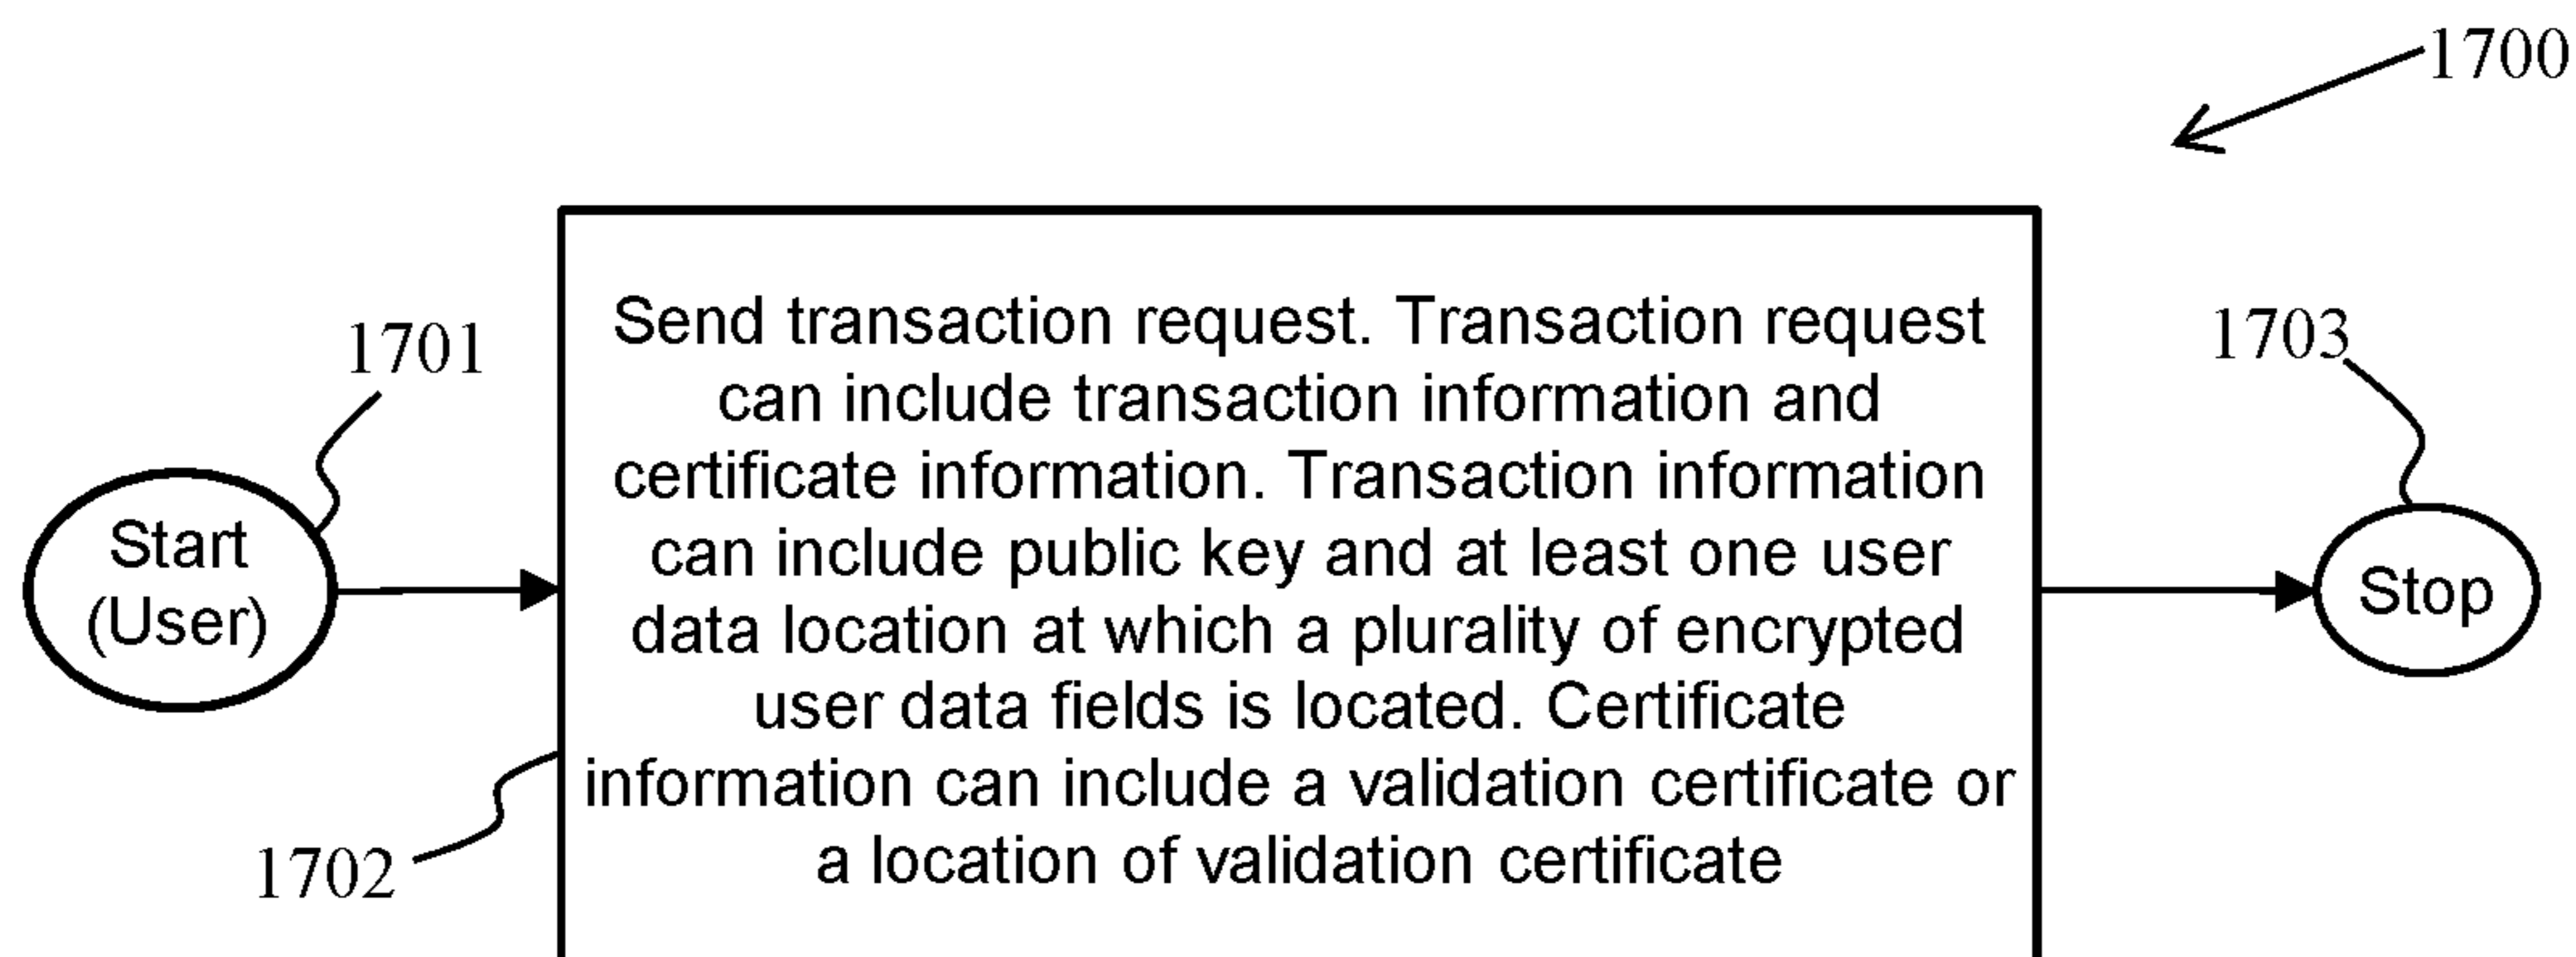 1700
1701
Start
(User)
Send transaction request. Transaction request
can include transaction information and
certificate information. Transaction information
can include public key and at least one user
data location at which a plurality of encrypted
user data fields is located. Certificate
information can include a validation certificate or
a location of validation certificate
1702
1703
Stop